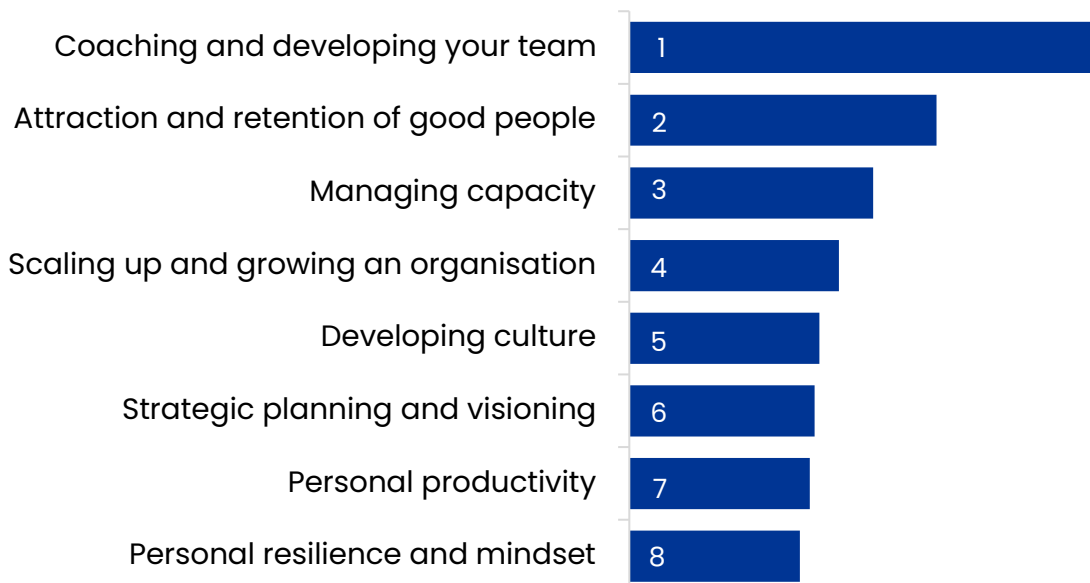 Coaching and developing your team 1
Attraction and retention of good people 2
Managing capacity 3
Scaling up and growing an organisation 4
Developing culture 5
Strategic planning and visioning 6
Personal productivity 7
Personal resilience and mindset 8